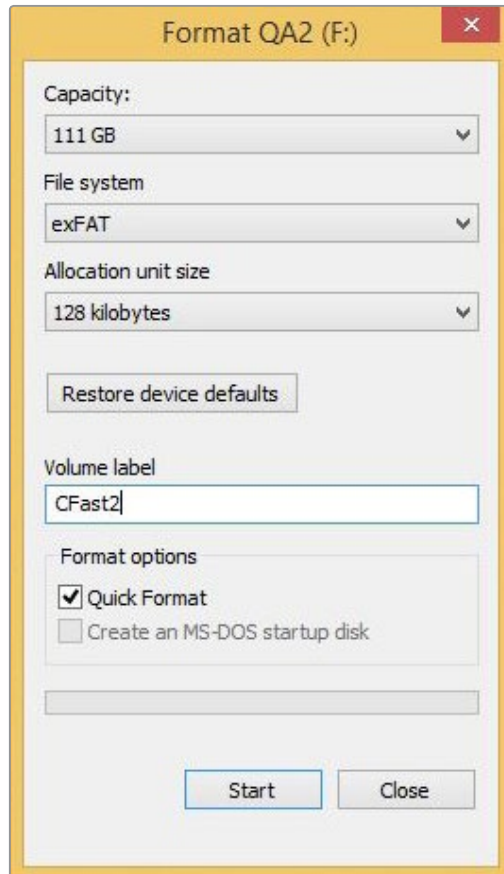 Format QA2 (F:)
Capacity:
111 GB
File system
exFAT
Allocation unit size
128 kilobytes
Restore device defaults
Volume label
CFast2
Format options
Quick Format
Create an MS-DOS startup disk
Start Close